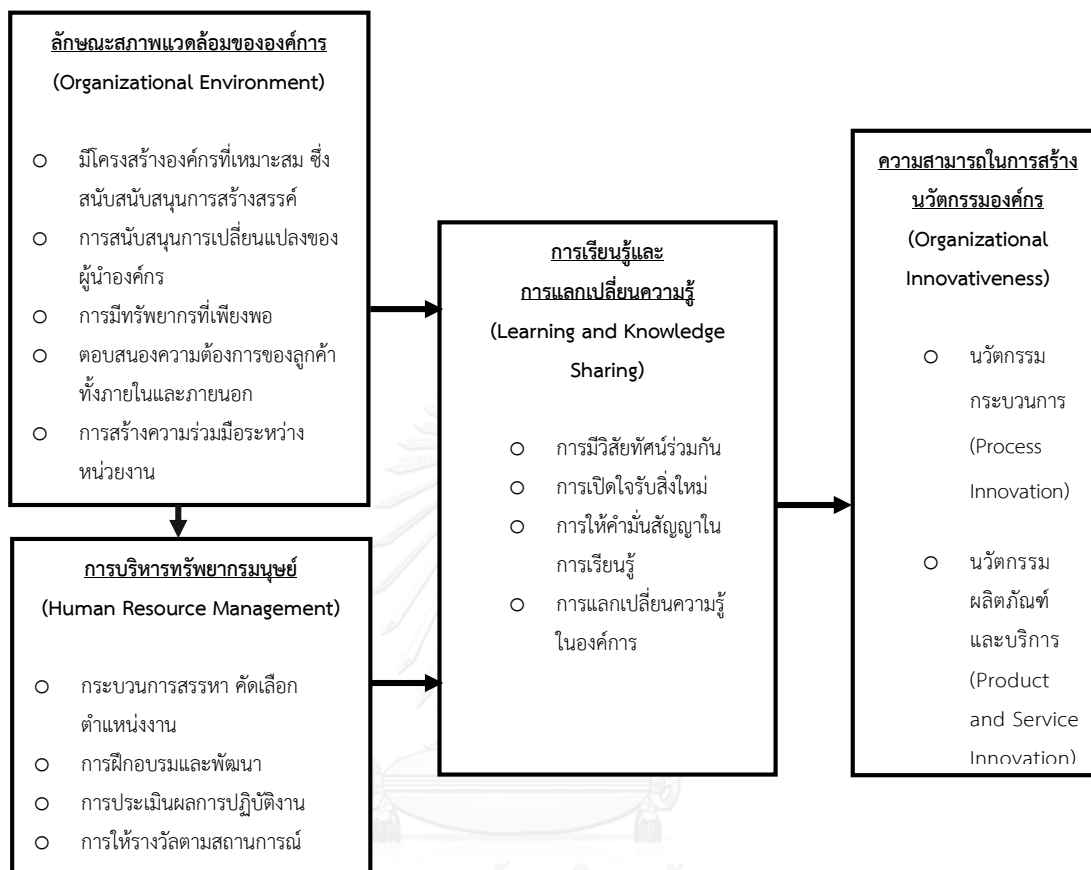 ลักษณะสภาพแวดล้อมขององค์การ
(Organizational Environment)
มีโครงสร้างองค์กรที่เหมาะสม ซึ่ง
สนับสนับสนุนการสร้างสรรค์
การสนับสนุนการเปลี่ยนแปลงของ
ผู้นำองค์กร
การมีทรัพยากรที่เพียงพอ
ตอบสนองความต้องการของลูกค้า
ทั้งภายในและภายนอก
การสร้างความร่วมมือระหว่าง
หน่วยงาน
การบริหารทรัพยากรมนุษย์
(Human Resource Management)
กระบวนการสรรหา คัดเลือก
ตำแหน่งงาน
การฝึกอบรมและพัฒนา
การประเมินผลการปฏิบัติงาน
การให้รางวัลตามสถานการณ์
การเรียนรู้และ
การแลกเปลี่ยนความรู้
(Learning and Knowledge
Sharing)
การมีวิสัยทัศน์ร่วมกัน
การเปิดใจรับสิ่งใหม่
การให้คำมั่นสัญญาใน
การเรียนรู้
การแลกเปลี่ยนความรู้
ในองค์การ
ความสามารถในการสร้าง
นวัตกรรมองค์กร
(Organizational
Innovativeness)
นวัตกรรม
กระบวนการ
(Process
Innovation)
นวัตกรรม
ผลิตภัณฑ์
และบริการ
(Product
and Service
Innovation)